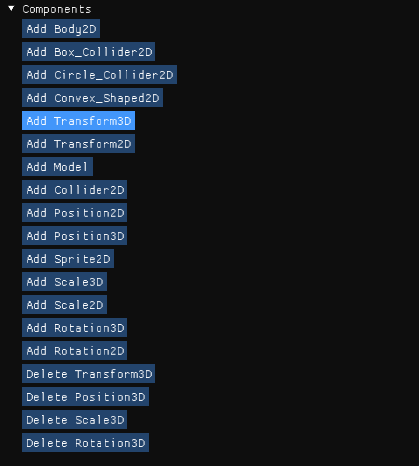 Components
Add Body2D
Add Box_Collider2D
Add Circle_Collider2D
Add Convex_Shaped2D
Add Transform3D
Add Transform2D
Add Model
Add Collider2D
Add Position2D
Add Position3D
Add Sprite2D
Add Scale3D
Add Scale2D
Add Rotation3D
Add Rotation2D
Delete Transform3D
Delete Position3D
Delete Scale3D
Delete Rotation3D